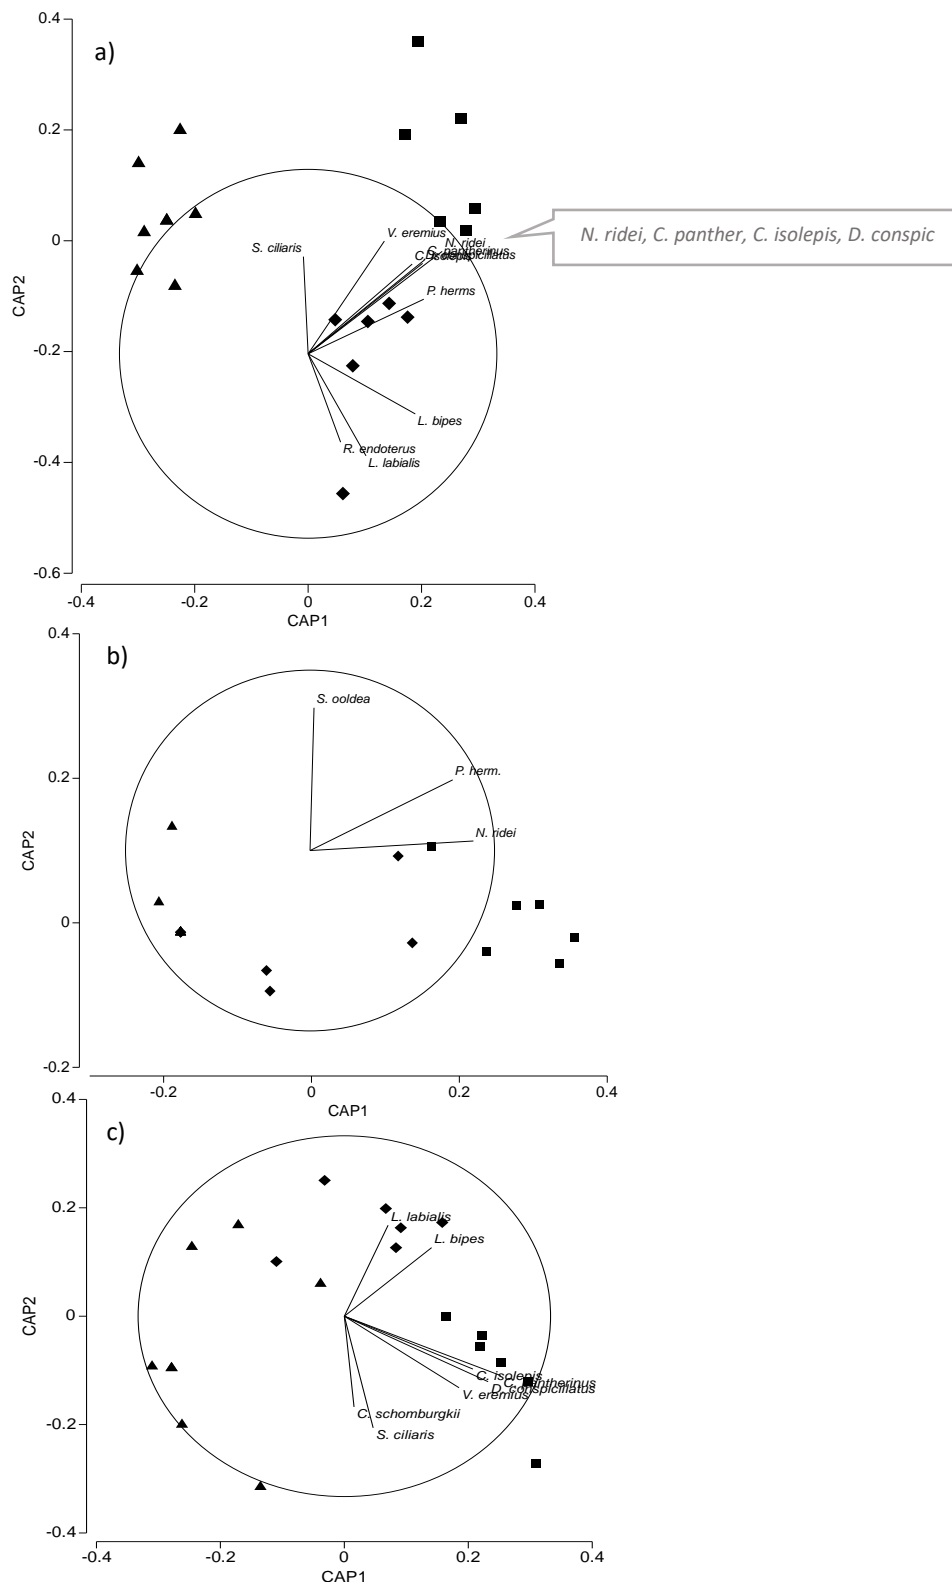 0.4
a)
0.2
0
-0.2
-0.4
-0.6
CAP2
S. ciliaris
V. eremius
N. ridei
C. pantherinus
D. conspicillatus
C. isolepis
P. herms
L. bipes
R. endoterus
L. labialis
N. ridei, C. panther, C. isolepis, D. conspic
-0.4 -0.2 0 0.2 0.4
CAP1
0.4
b)
0.2
0
-0.2
CAP2
S. ooldea
P. herm.
N. ridei
-0.2 0 0.2 0.4
CAP1
0.4
c)
0.2
0
-0.2
-0.4
CAP2
L. labialis
L. bipes
C. isolepis
C. pantherinus
D. conspicillatus
V. eremius
C. schomburgkii
S. ciliaris
-0.4 -0.2 0 0.2 0.4
CAP1